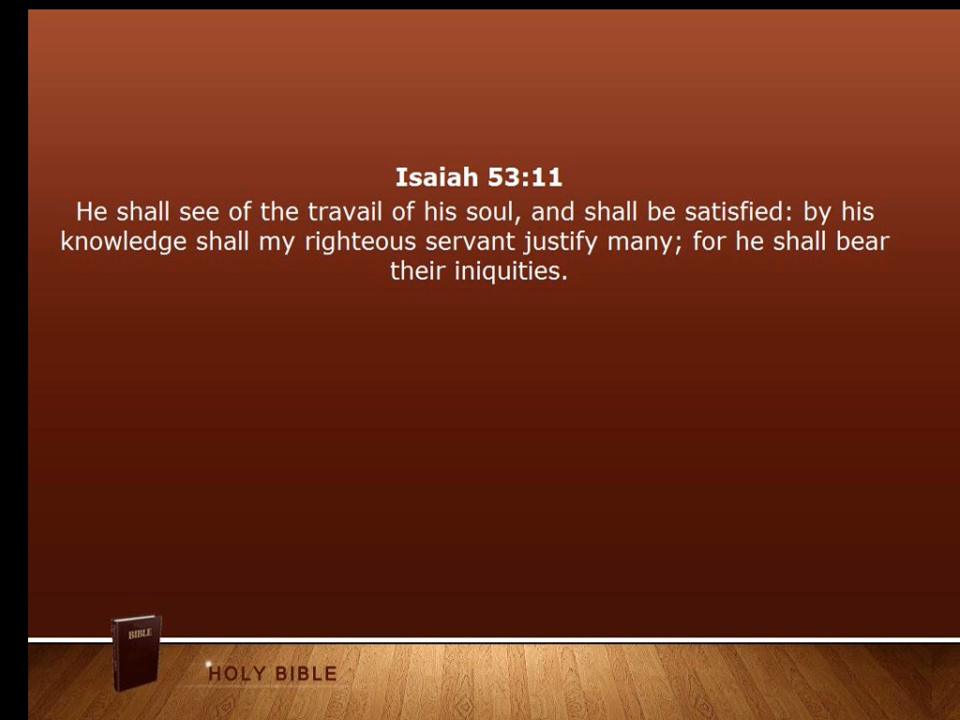 Isaiah 53:11
He shall see of the travail of his soul, and shall be satisfied: by his
knowledge shall my righteous servant justify many; for he shall bear
their iniquities.
BIBLE
HOLY BIBLE